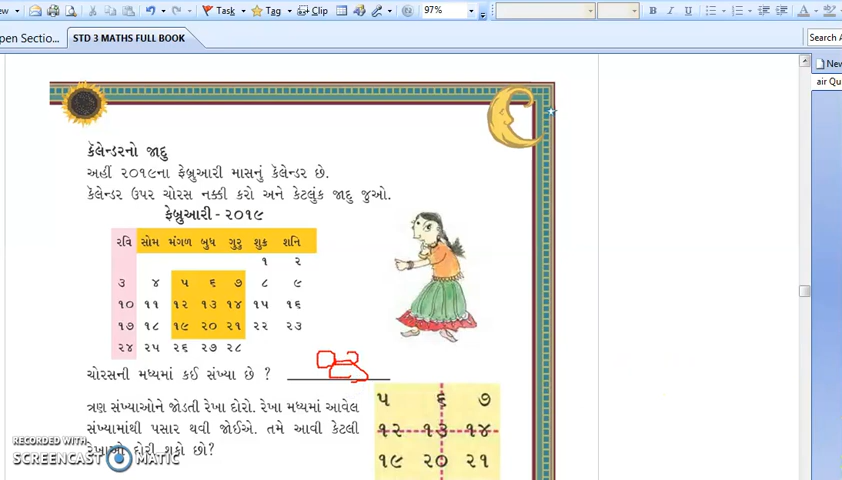 Task
Tag
Clip
97%
B I U
open Sectio...
STD 3 MATHS FULL BOOK
Search
New
air Qu
કૅલેન્ડરનો જાદુ
અહીં ૨૦૧૯ના ફેબ્રુઆરી માસનું કૅલેન્ડર છે.
કૅલેન્ડર ઉપર ચોરસ નક્કી કરો અને કેટલુંક જાદુ જુઓ.
ફેબ્રુઆરી - ૨૦૧૯
રવિ સોમ મંગળ બુધ ગુરુ શુક્ર શનિ
૧ ૨
૩ ૪ ૫ ૬ ૭ ૮ ૯
૧૦ ૧૧ ૧૨ ૧૩ ૧૪ ૧૫ ૧૬
૧૭ ૧૮ ૧૯ ૨૦ ૨૧ ૨૨ ૨૩
૨૪ ૨૫ ૨૬ ૨૭ ૨૮
ચોરસની મધ્યમાં કઈ સંખ્યા છે ?
ત્રણ સંખ્યાઓને જોડતી રેખા દોરો. રેખા મધ્યમાં આવેલ
સંખ્યામાંથી પસાર થવી જોઈએ. તમે આવી કેટલી
રેખાઓ દોરી શકો છો?
૫ ૬ ૭
૧૨ ૧૩ ૧૪
૧૯ ૨૦ ૨૧
RECORDED WITH
SCREENCAST MATIC